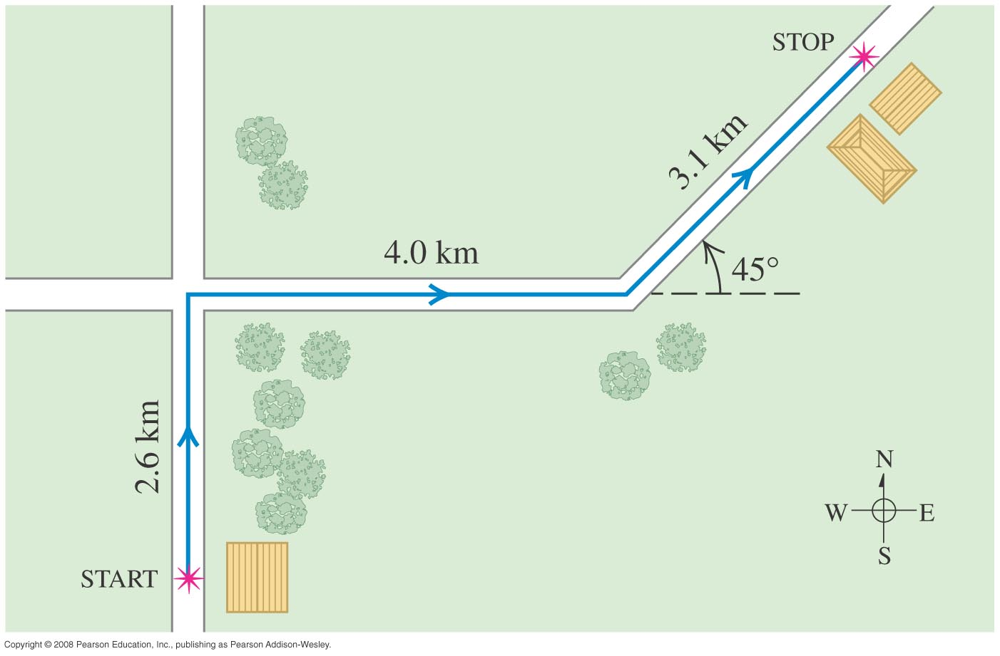 STOP
3.1 km
4.0 km
45°
2.6 km
N
W E
S
START
Copyright © 2008 Pearson Education, Inc., publishing as Pearson Addison-Wesley.